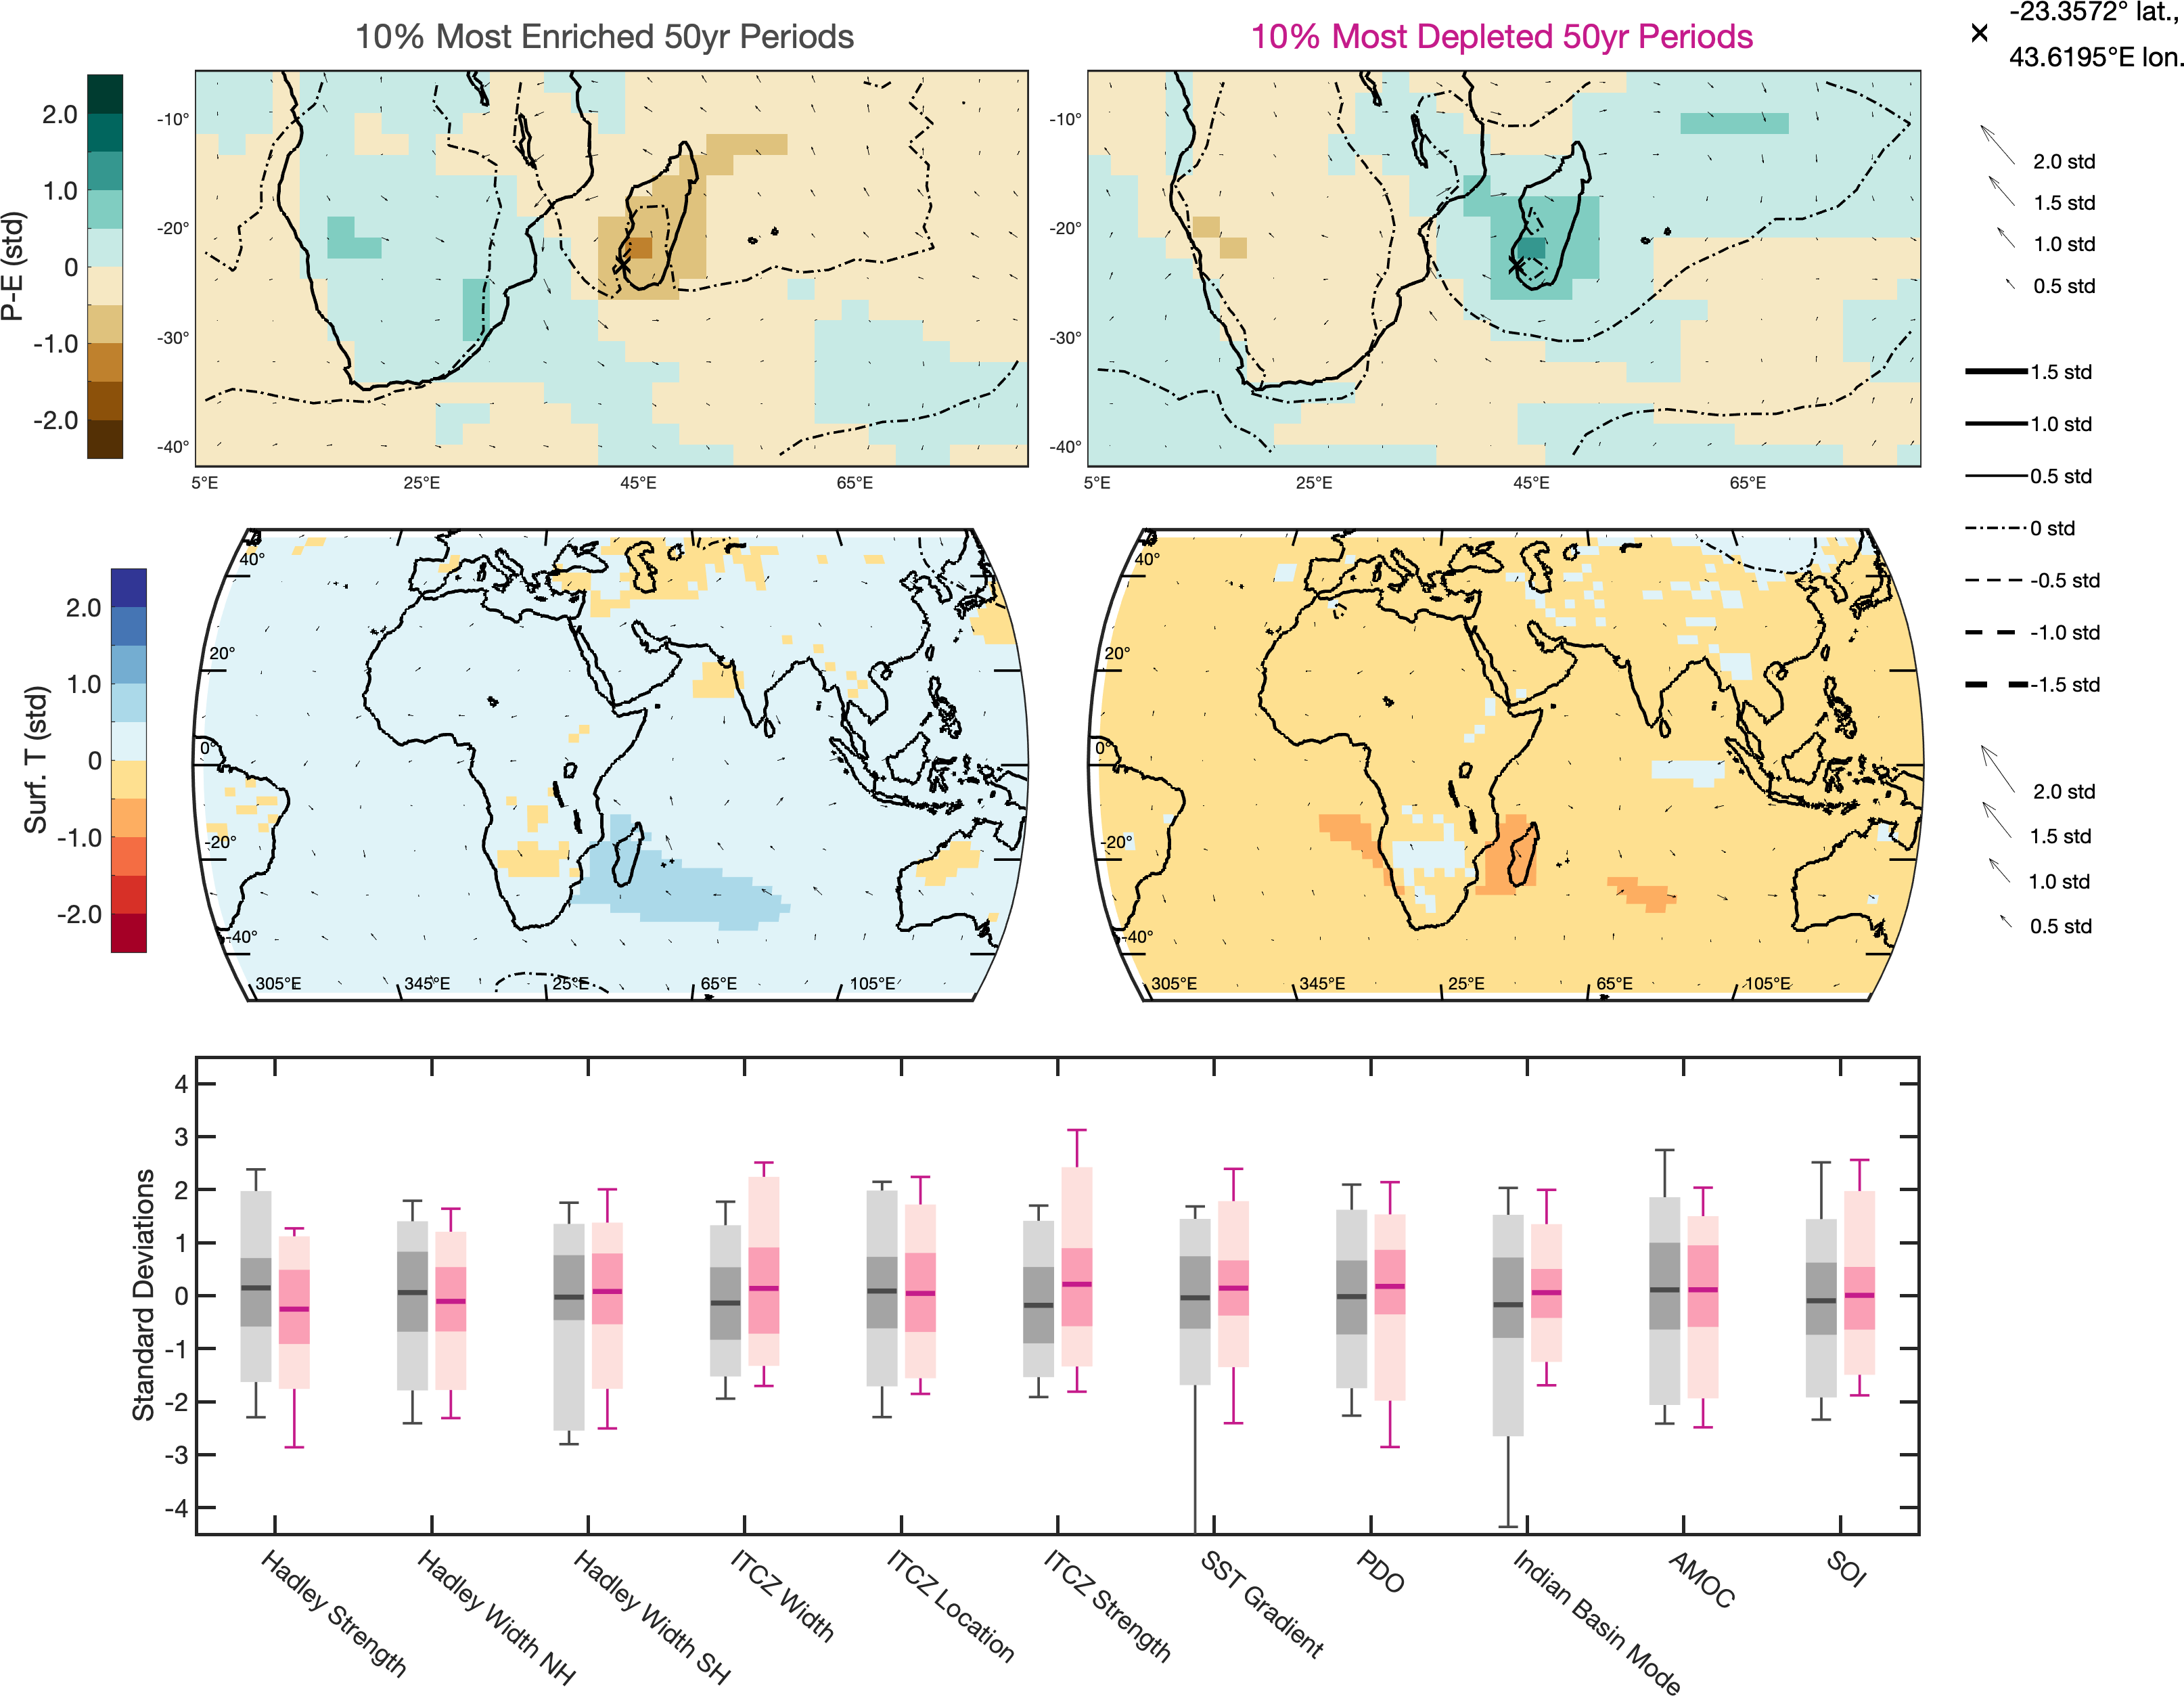 10% Most Enriched 50yr Periods
10% Most Depleted 50yr Periods
-23.3572° lat.,
43.6195°E lon.
P-E (std)
2.0
1.0
0
-1.0
-2.0
-10°
-20°
-30°
-40°
5°E
25°E
45°E
65°E
-10°
-20°
-30°
-40°
5°E
25°E
45°E
65°E
2.0 std
1.5 std
1.0 std
0.5 std
1.5 std
1.0 std
0.5 std
0 std
-0.5 std
-1.0 std
-1.5 std
Surf. T (std)
2.0
1.0
0
-1.0
-2.0
40°
20°
0°
-20°
-40°
305°E
345°E
25°E
65°E
105°E
40°
20°
0°
-20°
-40°
305°E
345°E
25°E
65°E
105°E
2.0 std
1.5 std
1.0 std
0.5 std
Standard Deviations
4
3
2
1
0
-1
-2
-3
-4
Hadley Strength
Hadley Width NH
Hadley Width SH
ITCZ Width
ITCZ Location
ITCZ Strength
SST Gradient
PDO
Indian Basin Mode
AMOC
SOI